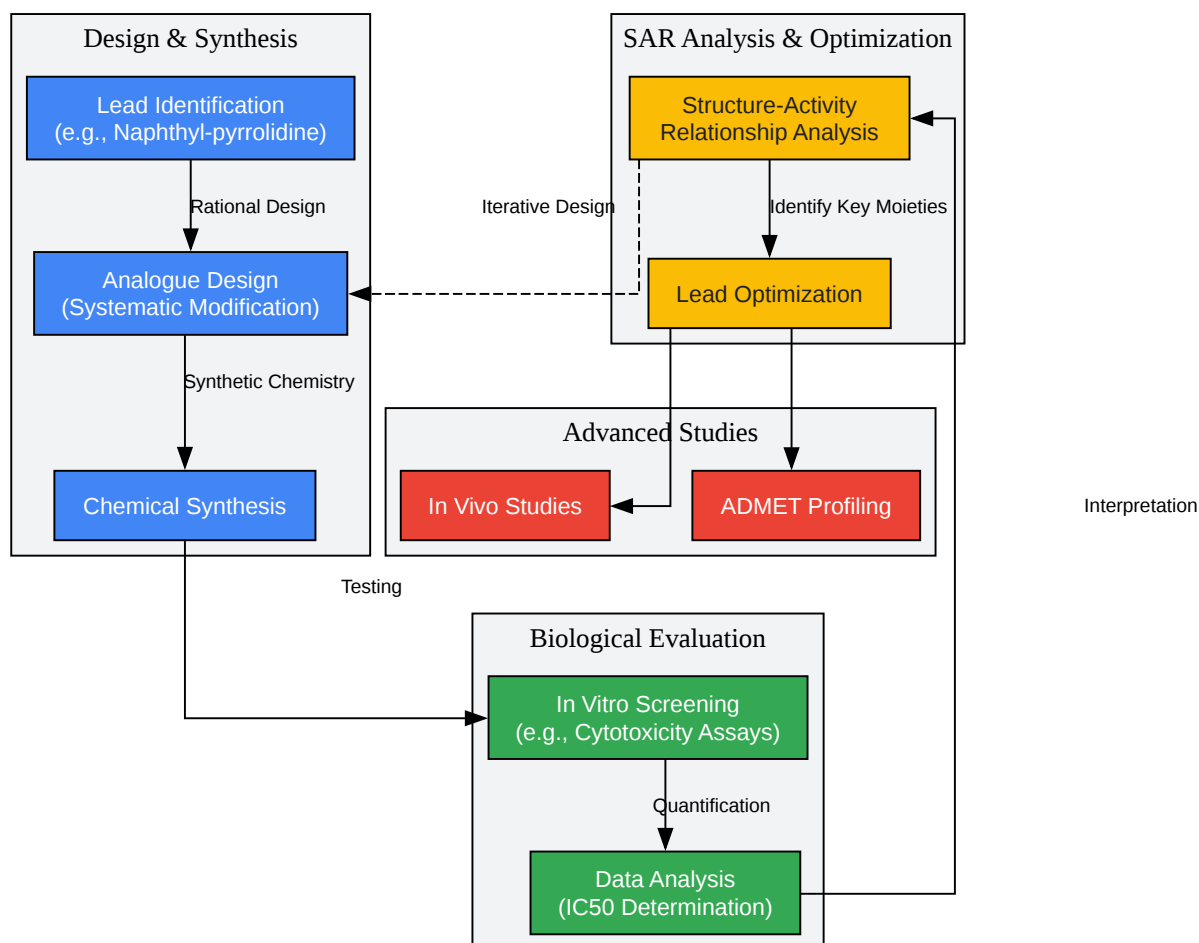 Design & Synthesis
Lead Identification
(e.g., Naphthyl-pyrrolidine)
Rational Design
Analogue Design
(Systematic Modification)
Synthetic Chemistry
Chemical Synthesis
SAR Analysis & Optimization
Structure-Activity
Relationship Analysis
Iterative Design
Identify Key Moieties
Lead Optimization
Advanced Studies
In Vivo Studies
ADMET Profiling
Interpretation
Testing
Biological Evaluation
In Vitro Screening
(e.g., Cytotoxicity Assays)
Quantification
Data Analysis
(IC50 Determination)